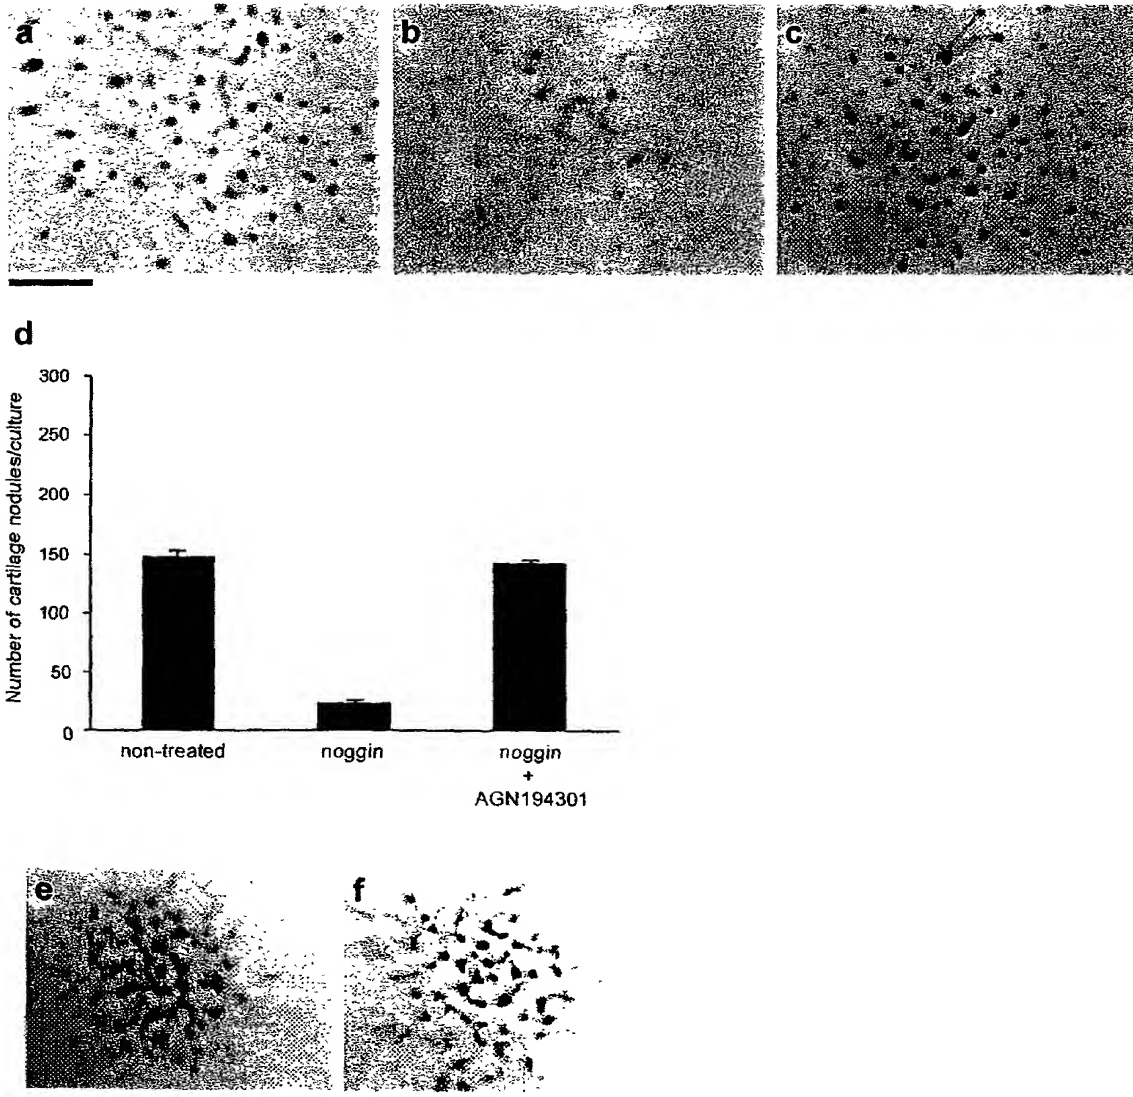 a
b
c
d
300
250
200
150
100
50
0
Number of cartilage nodules/culture
non-treated
noggin
noggin
+
AGN194301
e
f